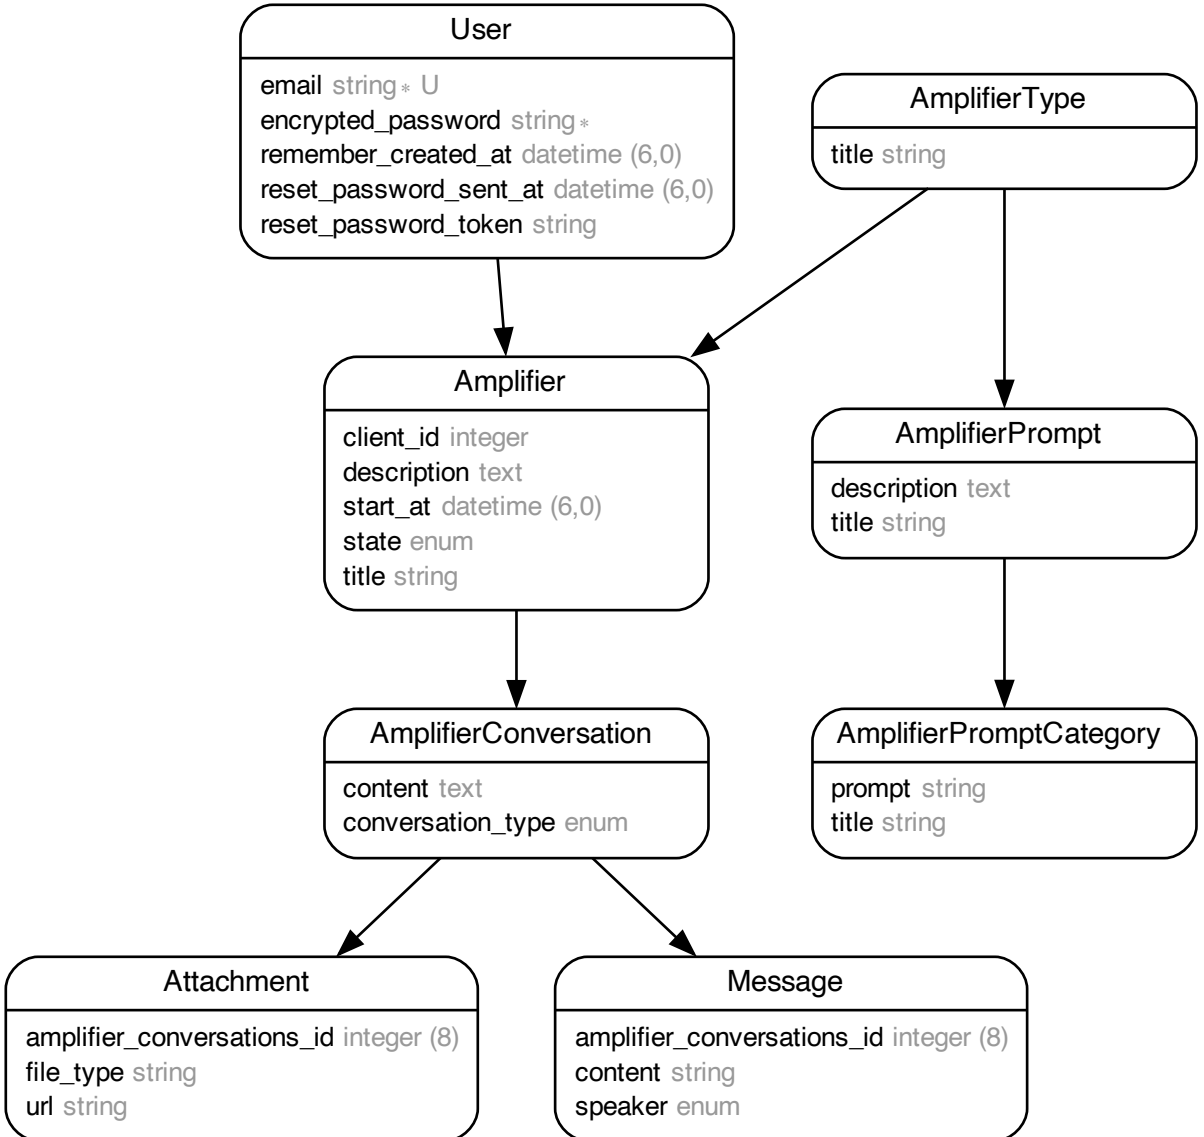 User
email string* U
encrypted_password string*
remember_created_at datetime (6,0)
reset_password_sent_at datetime (6,0)
reset_password_token string
AmplifierType
title string
Amplifier
client_id integer
description text
start_at datetime (6,0)
state enum
title string
AmplifierPrompt
description text
title string
AmplifierConversation
content text
conversation_type enum
AmplifierPromptCategory
prompt string
title string
Attachment
amplifier_conversations_id integer (8)
file_type string
url string
Message
amplifier_conversations_id integer (8)
content string
speaker enum